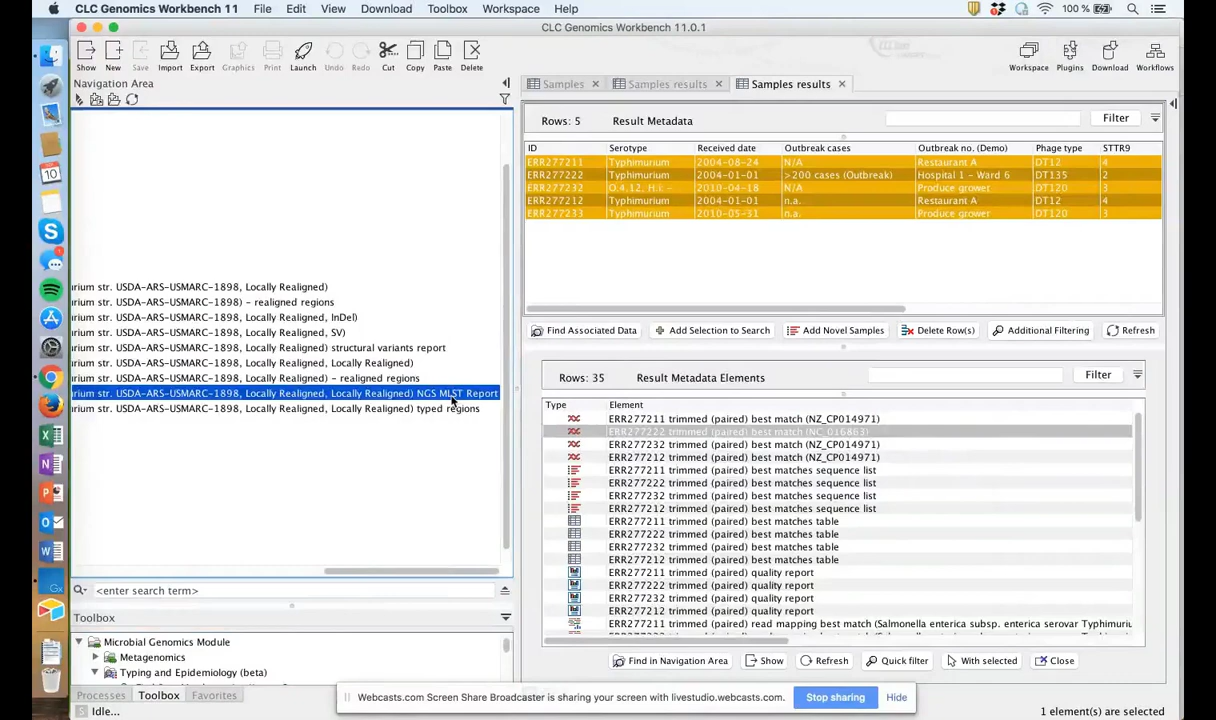 CLC Genomics Workbench 11 File Edit View Download Toolbox Workspace Help 100 %
CLC Genomics Workbench 11.0.1
Show New Save Import Export Graphics Print Launch Undo Redo Cut Copy Paste Delete Workspace Plugins Download Workflows
Navigation Area
Samples Samples results Samples results
Rows: 5 Result Metadata Filter
ID Serotype Received date Outbreak cases Outbreak no. (Demo) Phage type STTR9
ERR277211 Typhimurium 2004-08-24 N/A Restaurant A DT12 4
ERR277222 Typhimurium 2004-01-01 >200 cases (Outbreak) Hospital 1 - Ward 6 DT135 2
ERR277232 O.4,12, H:i: - 2010-04-18 N/A Produce grower DT120 3
ERR277212 Typhimurium 2004-01-01 n.a. Restaurant A DT12 4
ERR277233 Typhimurium 2010-05-31 n.a. Produce grower DT120 3
Find Associated Data Add Selection to Search Add Novel Samples Delete Row(s) Additional Filtering Refresh
rium str. USDA-ARS-USMARC-1898, Locally Realigned)
rium str. USDA-ARS-USMARC-1898) - realigned regions
rium str. USDA-ARS-USMARC-1898, Locally Realigned, InDel)
rium str. USDA-ARS-USMARC-1898, Locally Realigned, SV)
rium str. USDA-ARS-USMARC-1898, Locally Realigned) structural variants report
rium str. USDA-ARS-USMARC-1898, Locally Realigned, Locally Realigned)
rium str. USDA-ARS-USMARC-1898, Locally Realigned) - realigned regions
rium str. USDA-ARS-USMARC-1898, Locally Realigned, Locally Realigned) NGS MLST Report
rium str. USDA-ARS-USMARC-1898, Locally Realigned, Locally Realigned) typed regions
Rows: 35 Result Metadata Elements Filter
Type Element
ERR277211 trimmed (paired) best match (NZ_CP014971)
ERR277222 trimmed (paired) best match (NC_016863)
ERR277232 trimmed (paired) best match (NZ_CP014971)
ERR277212 trimmed (paired) best match (NZ_CP014971)
ERR277211 trimmed (paired) best matches sequence list
ERR277222 trimmed (paired) best matches sequence list
ERR277232 trimmed (paired) best matches sequence list
ERR277212 trimmed (paired) best matches sequence list
ERR277211 trimmed (paired) best matches table
ERR277222 trimmed (paired) best matches table
ERR277232 trimmed (paired) best matches table
ERR277212 trimmed (paired) best matches table
ERR277211 trimmed (paired) quality report
ERR277222 trimmed (paired) quality report
ERR277232 trimmed (paired) quality report
ERR277212 trimmed (paired) quality report
ERR277211 trimmed (paired) read mapping best match (Salmonella enterica subsp. enterica serovar Typhimuriu
Find in Navigation Area Show Refresh Quick filter With selected Close
<enter search term>
Toolbox
Microbial Genomics Module
Metagenomics
Typing and Epidemiology (beta)
Processes Toolbox Favorites
Webcasts.com Screen Share Broadcaster is sharing your screen with livestudio.webcasts.com. Stop sharing Hide
Idle... 1 element(s) are selected